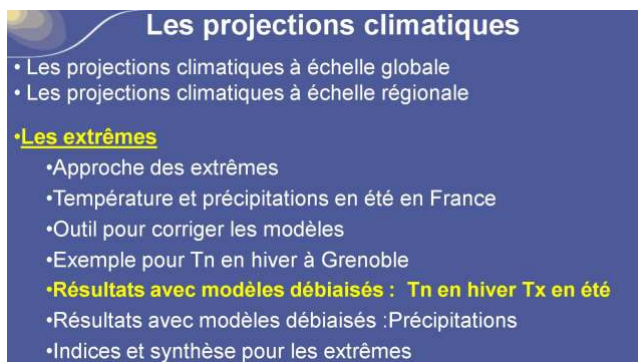 Les projections climatiques
• Les projections climatiques à échelle globale
• Les projections climatiques à échelle régionale
•Les extrêmes
•Approche des extrêmes
•Température et précipitations en été en France
•Outil pour corriger les modèles
•Exemple pour Tn en hiver à Grenoble
•Résultats avec modèles débiaisés : Tn en hiver Tx en été
•Résultats avec modèles débiaisés :Précipitations
•Indices et synthèse pour les extrêmes